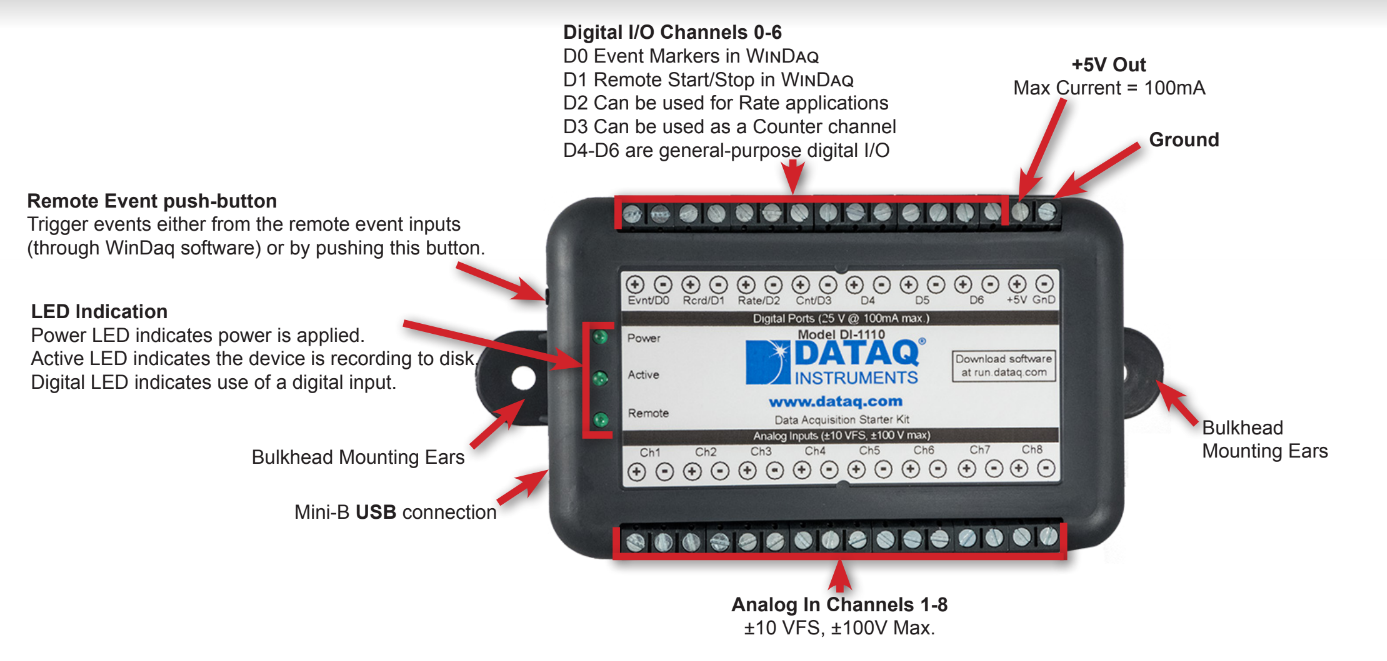 Digital I/O Channels 0-6
D0 Event Markers in WINDAQ
D1 Remote Start/Stop in WINDAQ
D2 Can be used for Rate applications
D3 Can be used as a Counter channel
D4-D6 are general-purpose digital I/O
+5V Out
Max Current = 100mA
Ground
Remote Event push-button
Trigger events either from the remote event inputs
(through WinDaq software) or by pushing this button.
LED Indication
Power LED indicates power is applied.
Active LED indicates the device is recording to disk.
Digital LED indicates use of a digital input.
Bulkhead Mounting Ears
Mini-B USB connection
+ - + - + - + - + - + - + - + -
Evnt/D0 Rcrd/D1 Rate/D2 Cnt/D3 D4 D5 D6 +5V GnD
Digital Ports (25 V @ 100mA max.)
Power
Active
Remote
Model DI-1110
DATAQ®
INSTRUMENTS
www.dataq.com
Data Acquisition Starter Kit
Download software
at run.dataq.com
Analog Inputs (±10 VFS, ±100 V max)
Ch1 Ch2 Ch3 Ch4 Ch5 Ch6 Ch7 Ch8
+ - + - + - + - + - + - + - + -
Bulkhead
Mounting Ears
Analog In Channels 1-8
±10 VFS, ±100V Max.